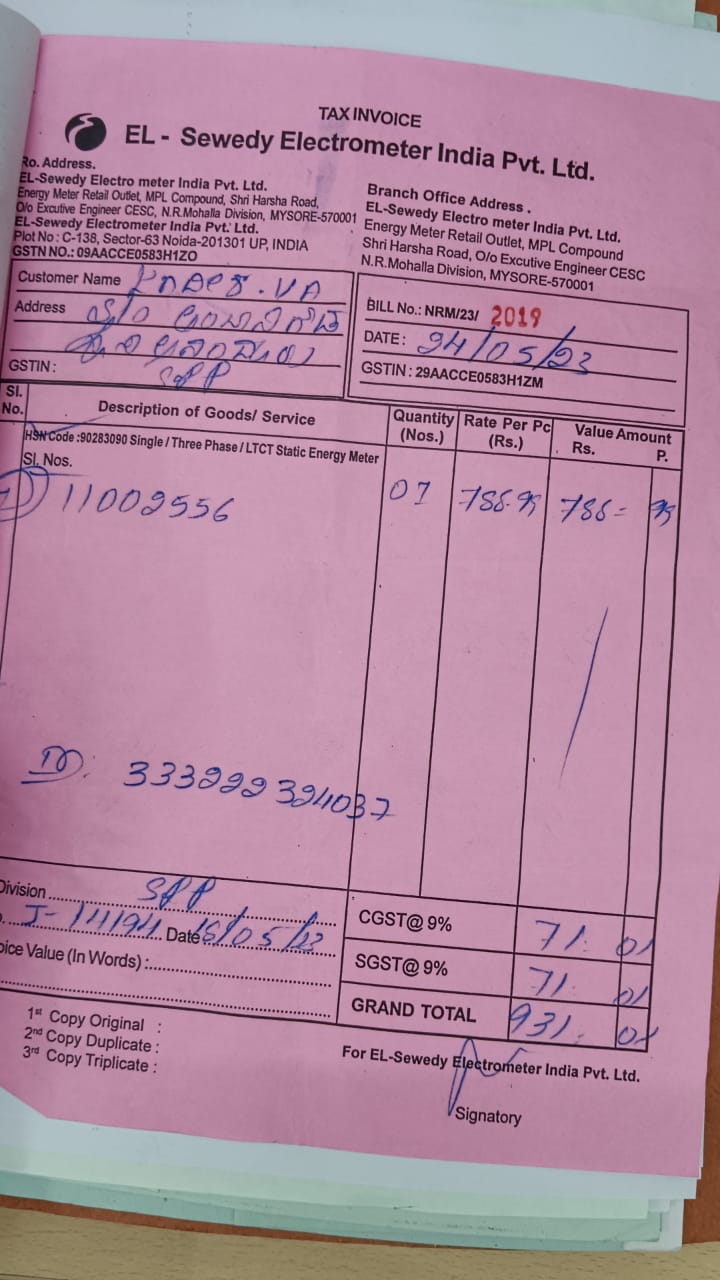 TAX INVOICE
EL - Sewedy Electrometer India Pvt. Ltd.
Ro. Address.
EL-Sewedy Electro meter India Pvt. Ltd.
Energy Meter Retail Outlet, MPL Compound, Shri Harsha Road,
O/o Excutive Engineer CESC, N.R.Mohalla Division, MYSORE-570001
EL-Sewedy Electrometer India Pvt. Ltd.
Plot No : C-138, Sector-63 Noida-201301 UP, INDIA
GSTN NO.: 09AACCE0583H1ZO
Branch Office Address .
EL-Sewedy Electro meter India Pvt. Ltd.
Energy Meter Retail Outlet, MPL Compound
Shri Harsha Road, O/o Excutive Engineer CESC
N.R.Mohalla Division, MYSORE-570001
Customer Name
Address
GSTIN : SPP
BILL No.: NRM/23/ 2019
DATE : 24/05/23
GSTIN : 29AACCE0583H1ZM
Sl. No. Description of Goods/ Service Quantity (Nos.) Rate Per Pc (Rs.) Value Amount Rs. P.
HSN Code :90283090 Single / Three Phase / LTCT Static Energy Meter
Sl. Nos.
1) 11002556 01 788.95 788= 95
ID: 333222324037
Division SPP
J-14194 Date 16/05/23
oice Value (In Words) :
CGST@ 9% 71. 01
SGST@ 9% 71. 01
GRAND TOTAL 931.
1st Copy Original :
2nd Copy Duplicate :
3rd Copy Triplicate :
For EL-Sewedy Electrometer India Pvt. Ltd.
Signatory